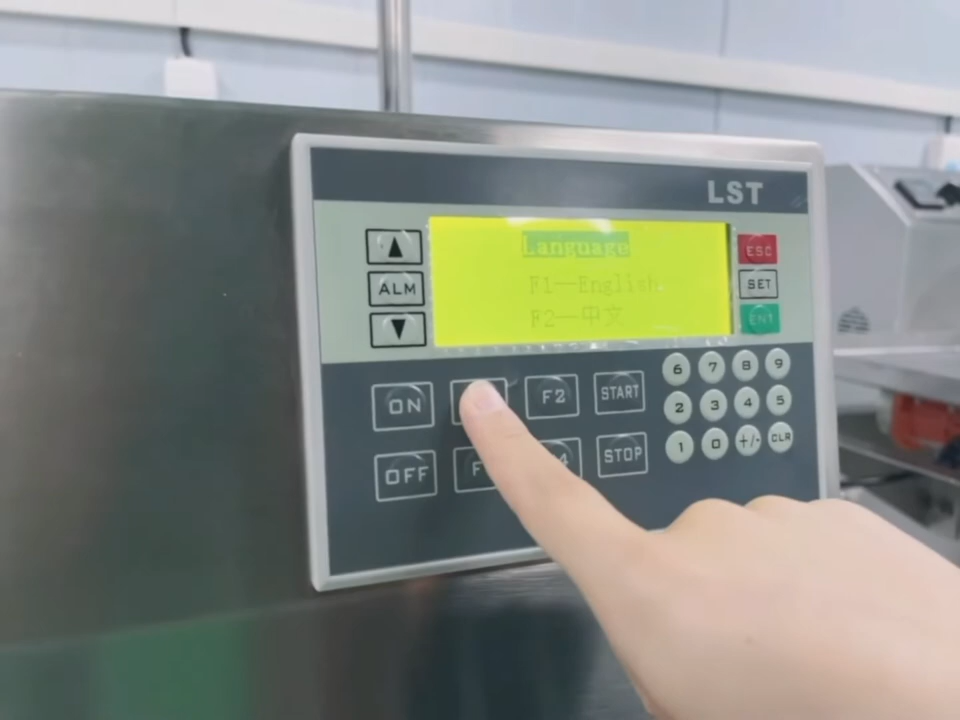 LST
Language
F1—English
F2—中文
ALM
ESC
SET
ENT
ON
F2
START
OFF
F
4
STOP
6 7 8 9
2 3 4 5
1 0 +/- CLR